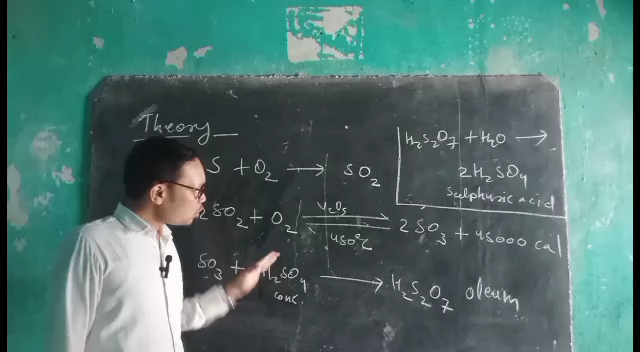 Theory
S + O2 → SO2
2SO2 + O2 ⇌ 2SO3 + 45000 cal
V2O5
450°C
SO3 + H2SO4 → H2S2O7 oleum
conc.
H2S2O7 + H2O →
2H2SO4
Sulphuric acid